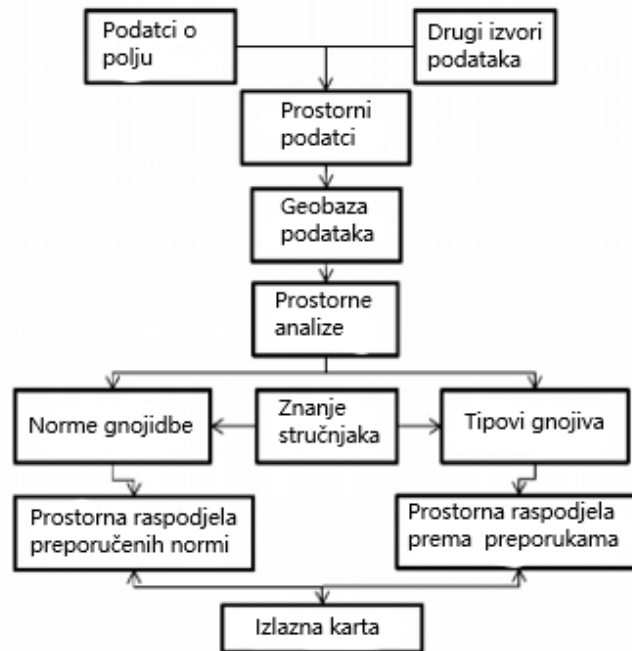 Podatci o
polju
Drugi izvori
podataka
Prostorni
podatci
Geobaza
podataka
Prostorne
analize
Norme gnojidbe
Znanje
stručnjaka
Tipovi gnojiva
Prostorna raspodjela
preporučenih normi
Prostorna raspodjela
prema preporukama
Izlazna karta